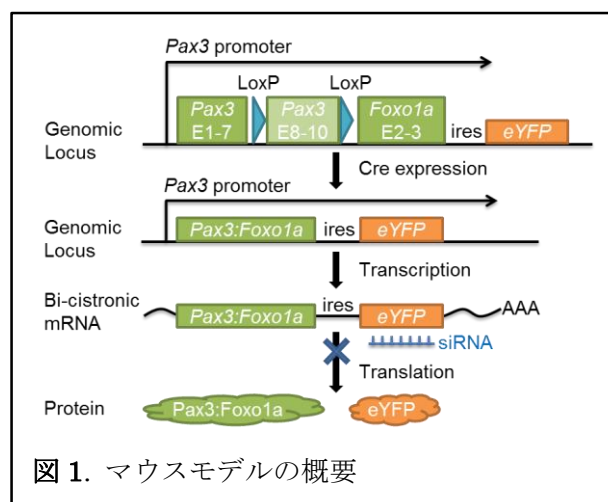 Pax3 promoter
LoxP LoxP
Pax3 E1-7
Pax3 E8-10
Foxo1a E2-3
ires
eYFP
Genomic Locus
Cre expression
Pax3 promoter
Genomic Locus
Pax3:Foxo1a ires eYFP
Transcription
Bi-cistronic mRNA
Pax3:Foxo1a ires eYFP AAA
siRNA
Translation
Protein
Pax3:Foxo1a eYFP
図 1. マウスモデルの概要